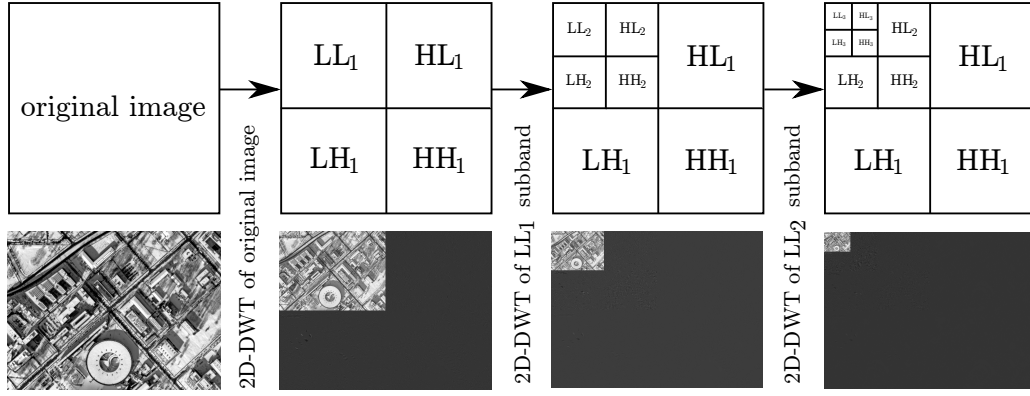 original image
2D-DWT of original image
LL₁ HL₁
LH₁ HH₁
2D-DWT of LL₁ subband
LL₂ HL₂
LH₂ HH₂
HL₁
LH₁ HH₁
2D-DWT of LL₂ subband
LL₃ HL₃
LH₃ HH₃
HL₂
LH₂ HH₂
HL₁
LH₁ HH₁